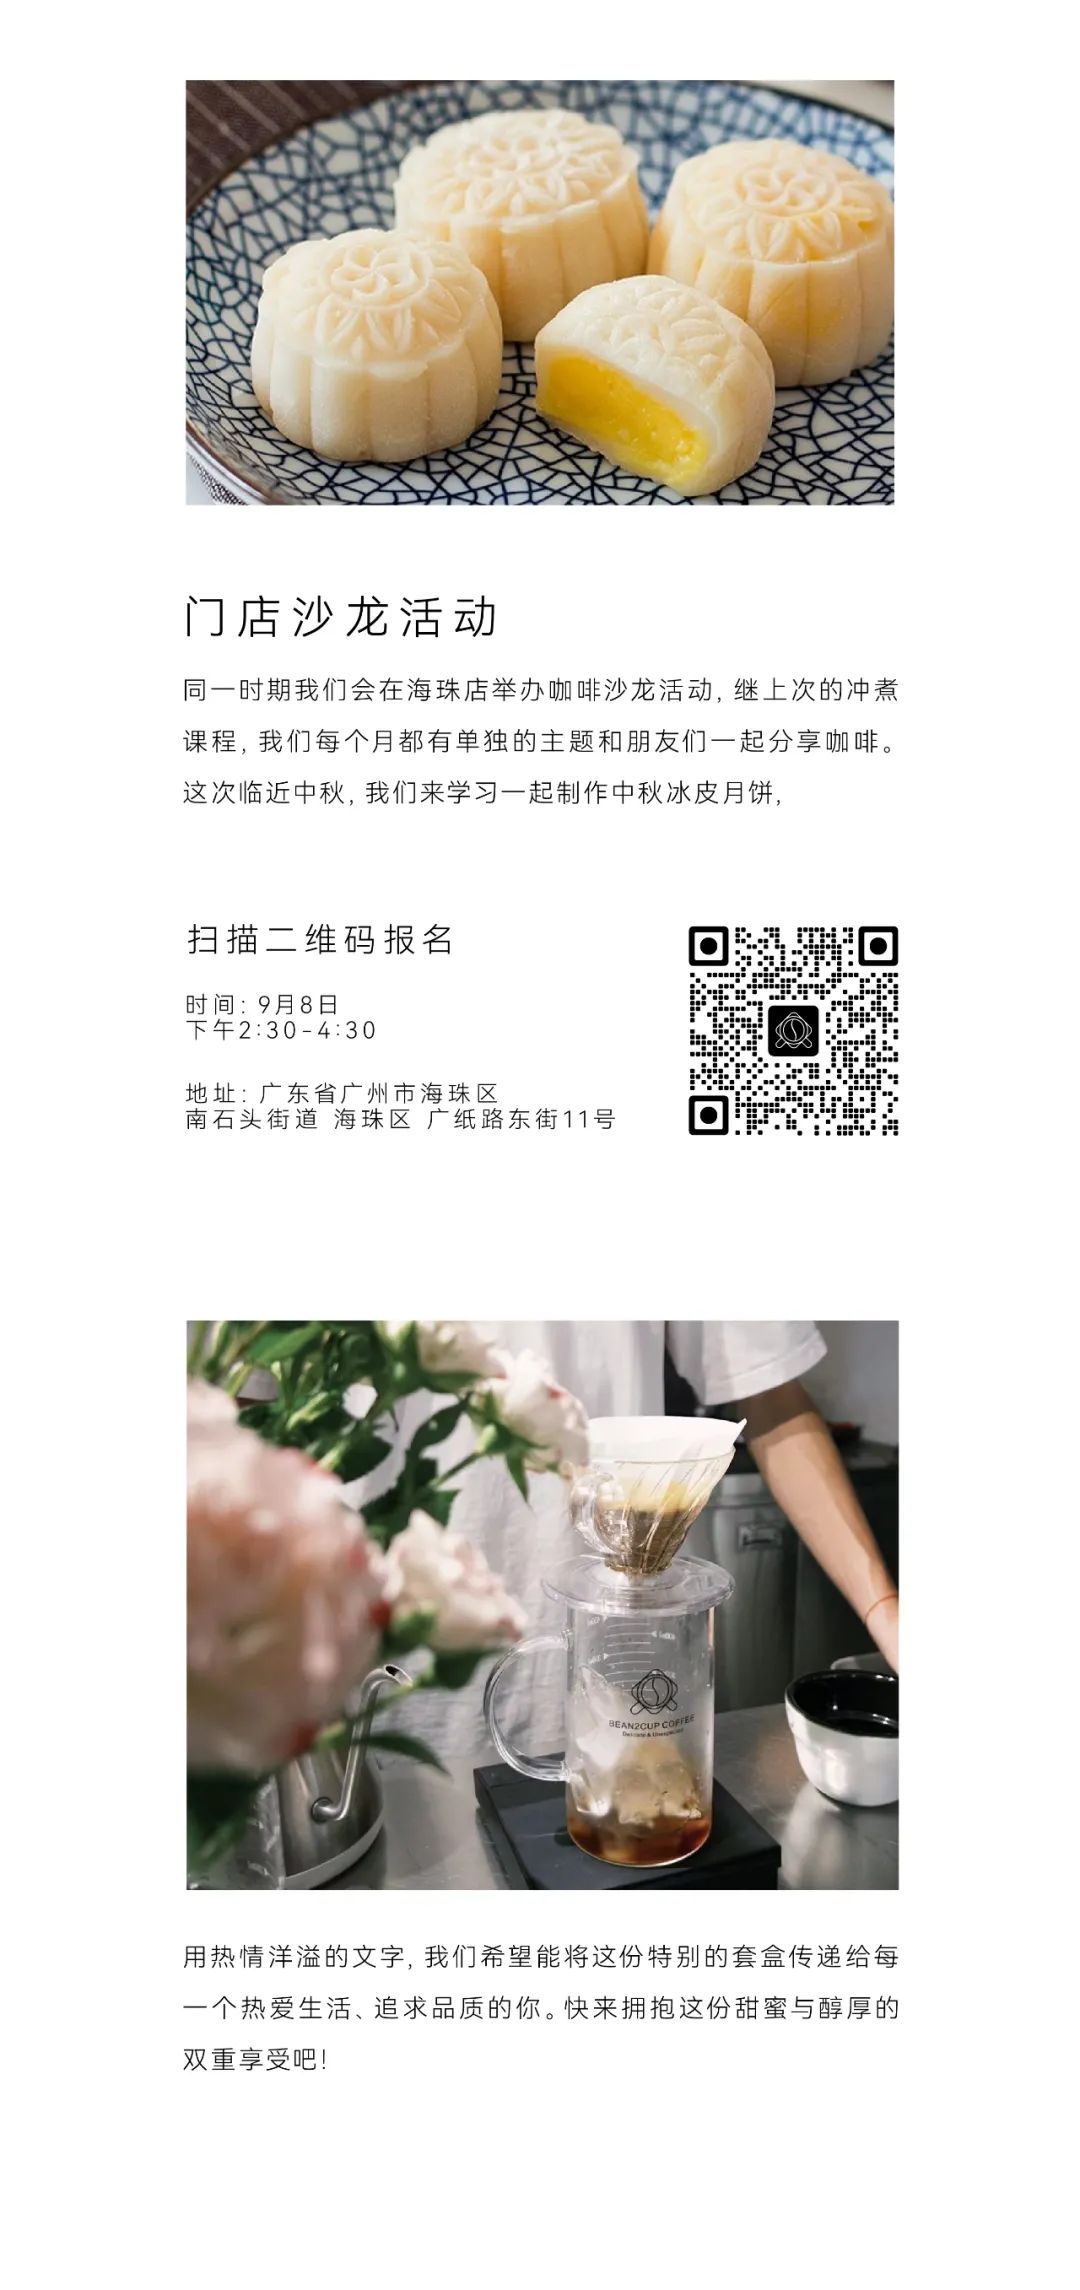 门店沙龙活动
同一时期我们会在海珠店举办咖啡沙龙活动, 继上次的冲煮
课程, 我们每个月都有单独的主题和朋友们一起分享咖啡。
这次临近中秋, 我们来学习一起制作中秋冰皮月饼,
扫描二维码报名
时间: 9月8日
下午2:30-4:30
地址: 广东省广州市海珠区
南石头街道 海珠区 广纸路东街11号
BEAN2CUP COFFEE
用热情洋溢的文字, 我们希望能将这份特别的套盒传递给每
一个热爱生活、追求品质的你。快来拥抱这份甜蜜与醇厚的
双重享受吧!